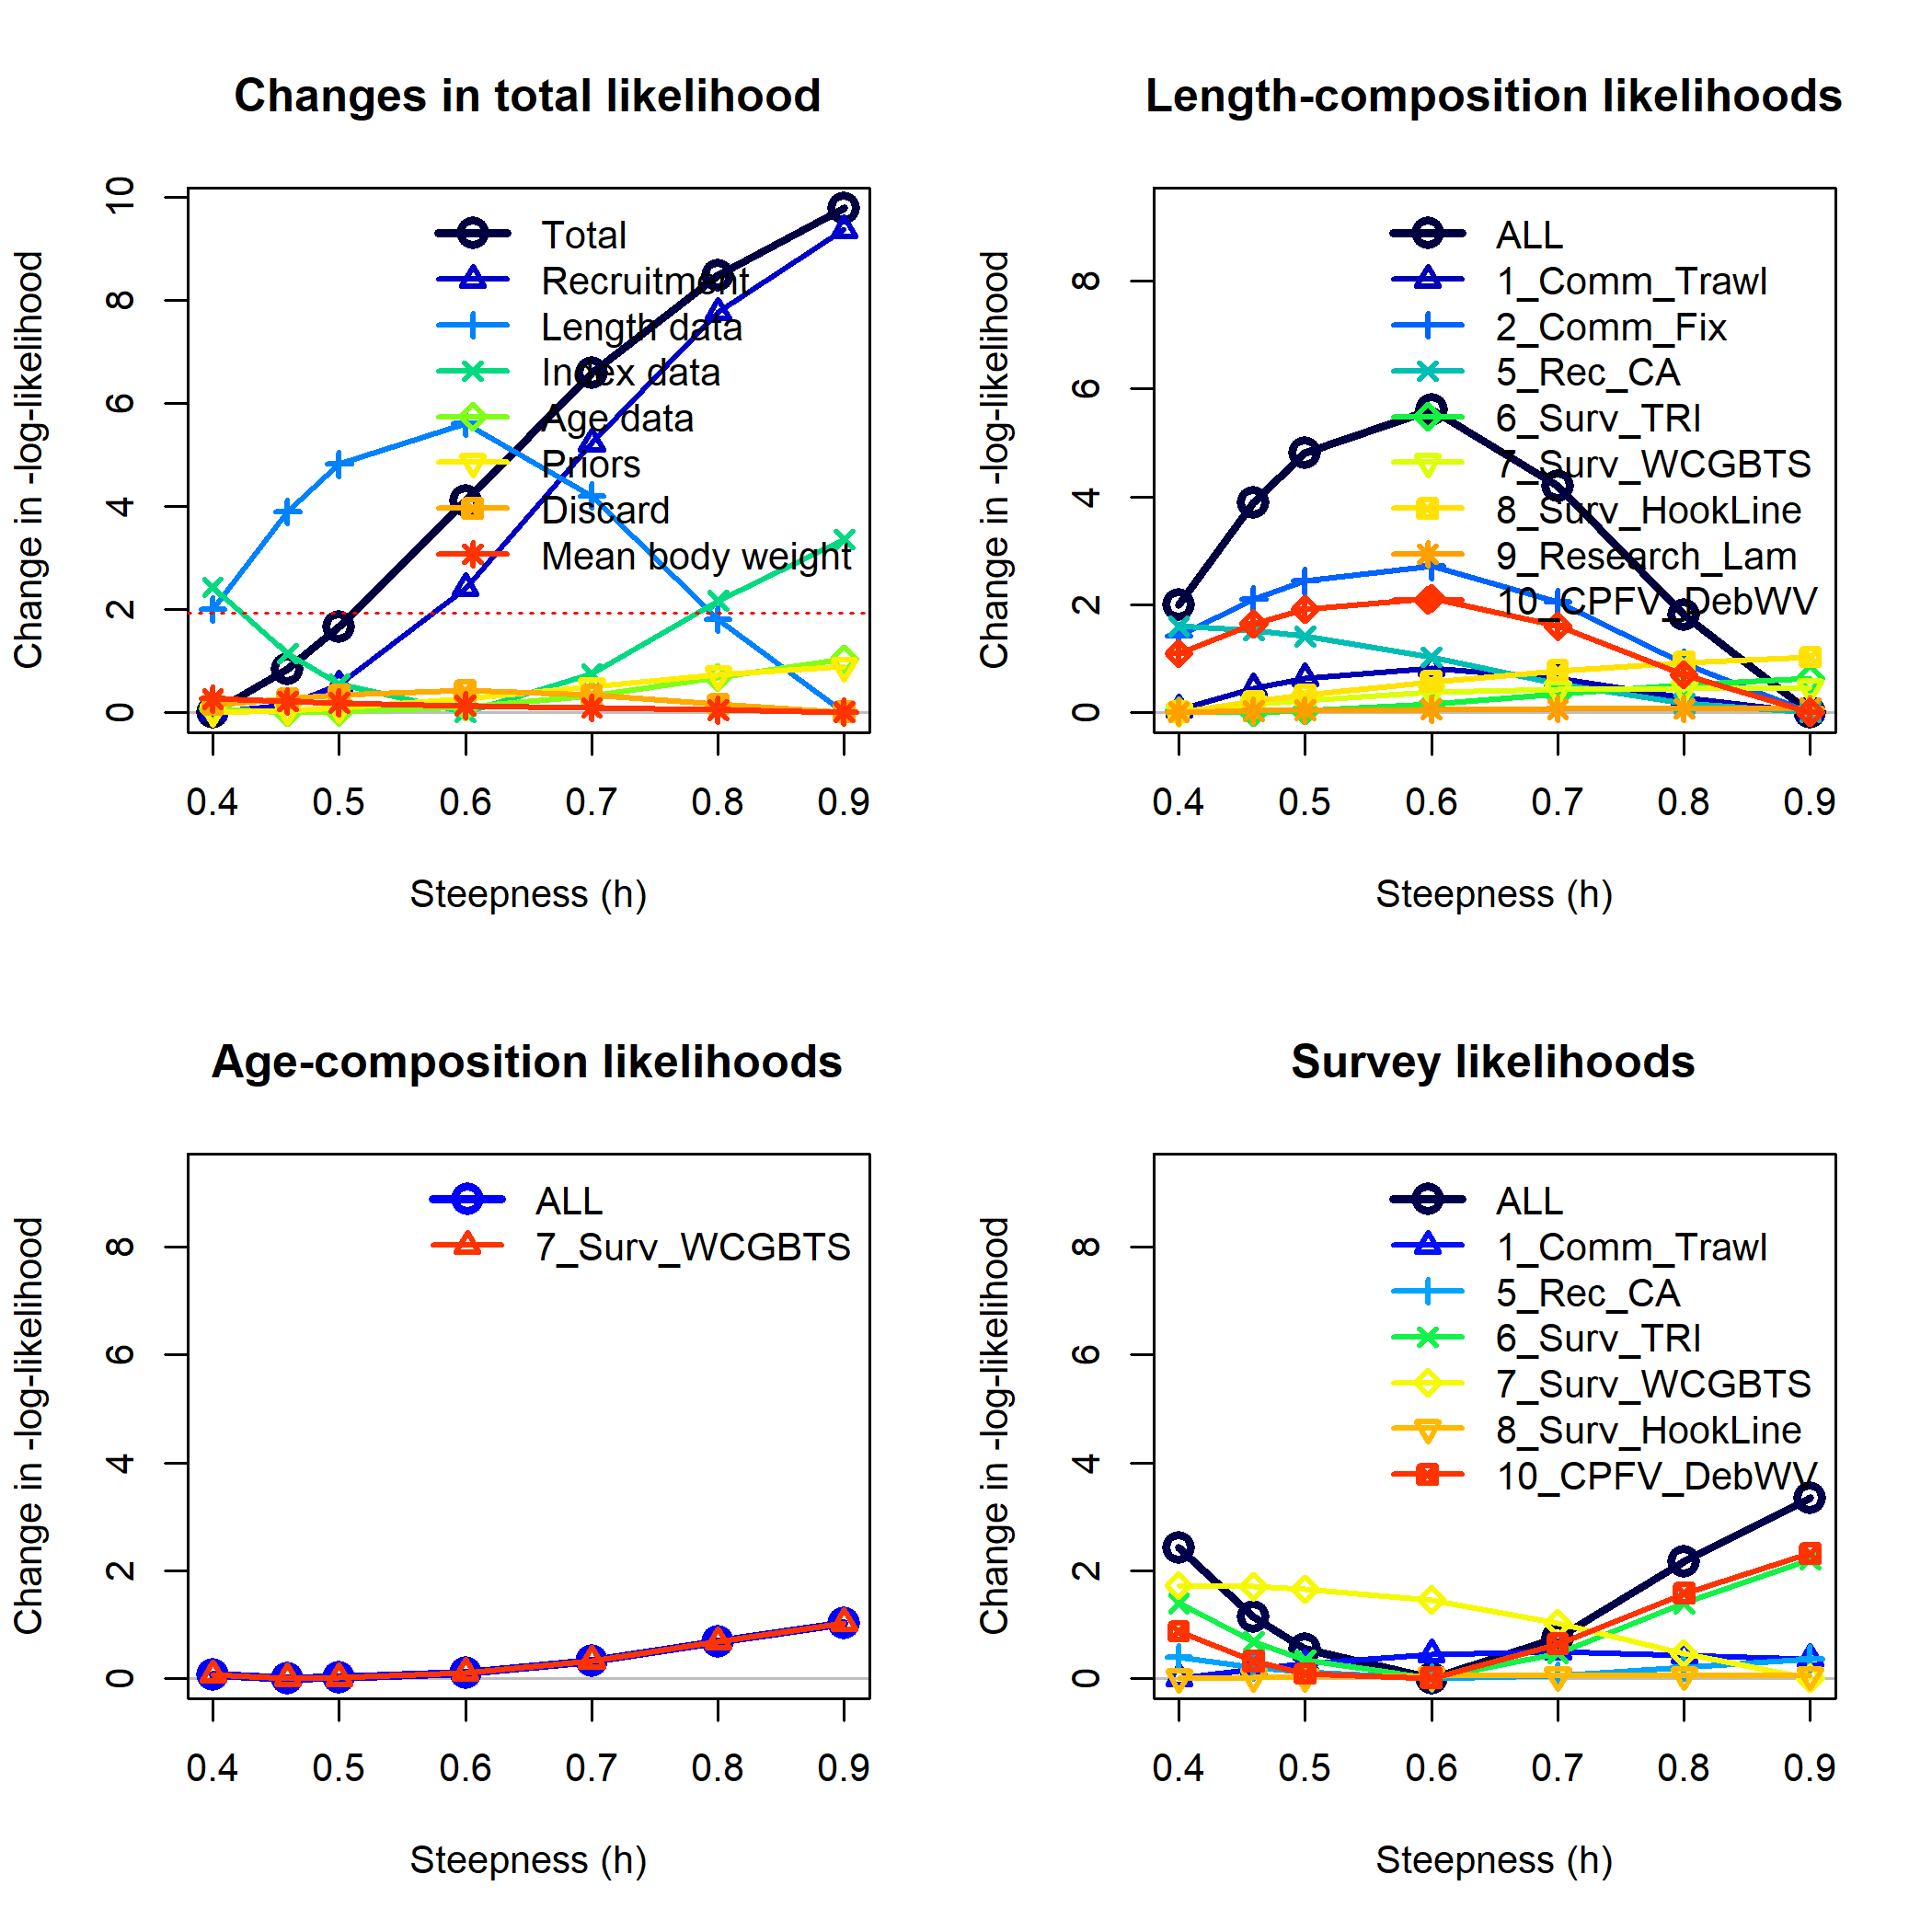 Changes in total likelihood
Change in -log-likelihood
10
8
6
4
2
0
Total
Recruitment
Length data
Index data
Age data
Priors
Discard
Mean body weight
0.4 0.5 0.6 0.7 0.8 0.9
Steepness (h)
Length-composition likelihoods
Change in -log-likelihood
8
6
4
2
0
ALL
1_Comm_Trawl
2_Comm_Fix
5_Rec_CA
6_Surv_TRI
7_Surv_WCGBTS
8_Surv_HookLine
9_Research_Lam
10_CPFV_DebWV
0.4 0.5 0.6 0.7 0.8 0.9
Steepness (h)
Age-composition likelihoods
Change in -log-likelihood
8
6
4
2
0
ALL
7_Surv_WCGBTS
0.4 0.5 0.6 0.7 0.8 0.9
Steepness (h)
Survey likelihoods
Change in -log-likelihood
8
6
4
2
0
ALL
1_Comm_Trawl
5_Rec_CA
6_Surv_TRI
7_Surv_WCGBTS
8_Surv_HookLine
10_CPFV_DebWV
0.4 0.5 0.6 0.7 0.8 0.9
Steepness (h)